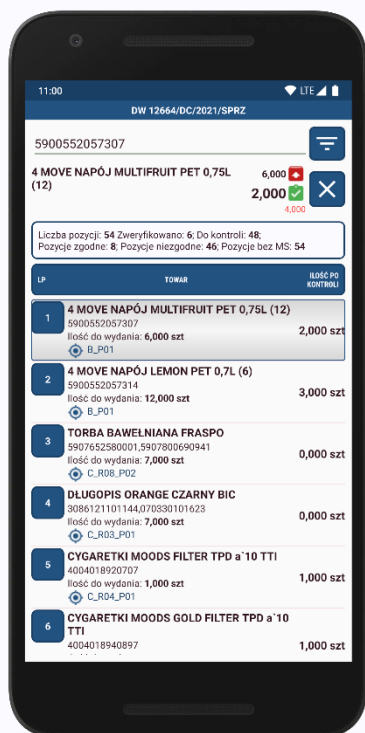 11:00 LTE
DW 12664/DC/2021/SPRZ
5900552057307
4 MOVE NAPÓJ MULTIFRUIT PET 0,75L
(12)
6,000
2,000
4,000
Liczba pozycji: 54 Zweryfikowano: 6; Do kontroli: 48;
Pozycje zgodne: 8; Pozycje niezgodne: 46; Pozycje bez MS: 54
LP TOWAR ILOŚĆ PO
KONTROLI
1 4 MOVE NAPÓJ MULTIFRUIT PET 0,75L (12)
5900552057307
Ilość do wydania: 6,000 szt
2,000 szt
B_P01
2 4 MOVE NAPÓJ LEMON PET 0,7L (6)
5900552057314
Ilość do wydania: 12,000 szt
3,000 szt
B_P01
3 TORBA BAWEŁNIANA FRASPO
5907652580001,5907800690941
Ilość do wydania: 7,000 szt
0,000 szt
C_R08_P02
4 DŁUGOPIS ORANGE CZARNY BIC
3086121101144,070330101623
Ilość do wydania: 7,000 szt
0,000 szt
C_R03_P01
5 CYGARETKI MOODS FILTER TPD a`10 TTI
4004018920707
Ilość do wydania: 1,000 szt
1,000 szt
C_R04_P01
6 CYGARETKI MOODS GOLD FILTER TPD a`10
TTI
4004018940897
1,000 szt